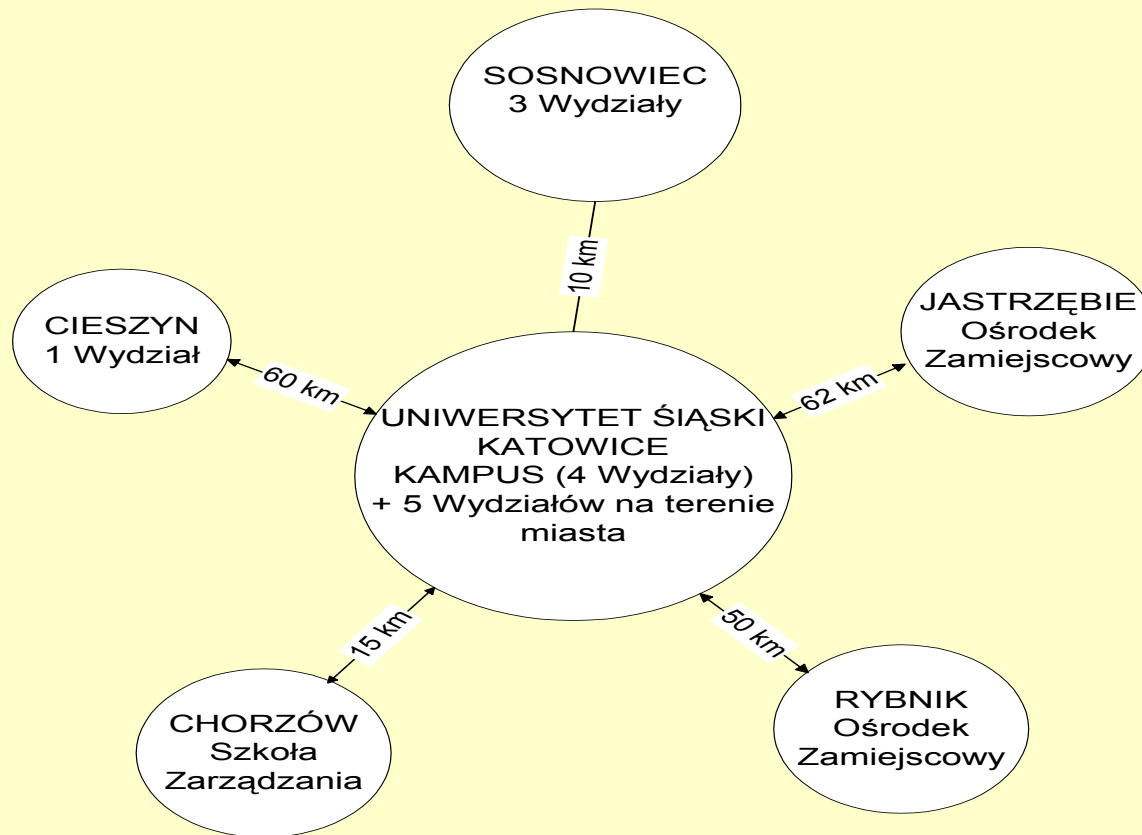 SOSNOWIEC
3 Wydziały
10 km
CIESZYN
1 Wydział
60 km
JASTRZĘBIE
Ośrodek
Zamiejscowy
62 km
UNIWERSYTET ŚIĄSKI
KATOWICE
KAMPUS (4 Wydziały)
+ 5 Wydziałów na terenie
miasta
15 km
50 km
CHORZÓW
Szkoła
Zarządzania
RYBNIK
Ośrodek
Zamiejscowy